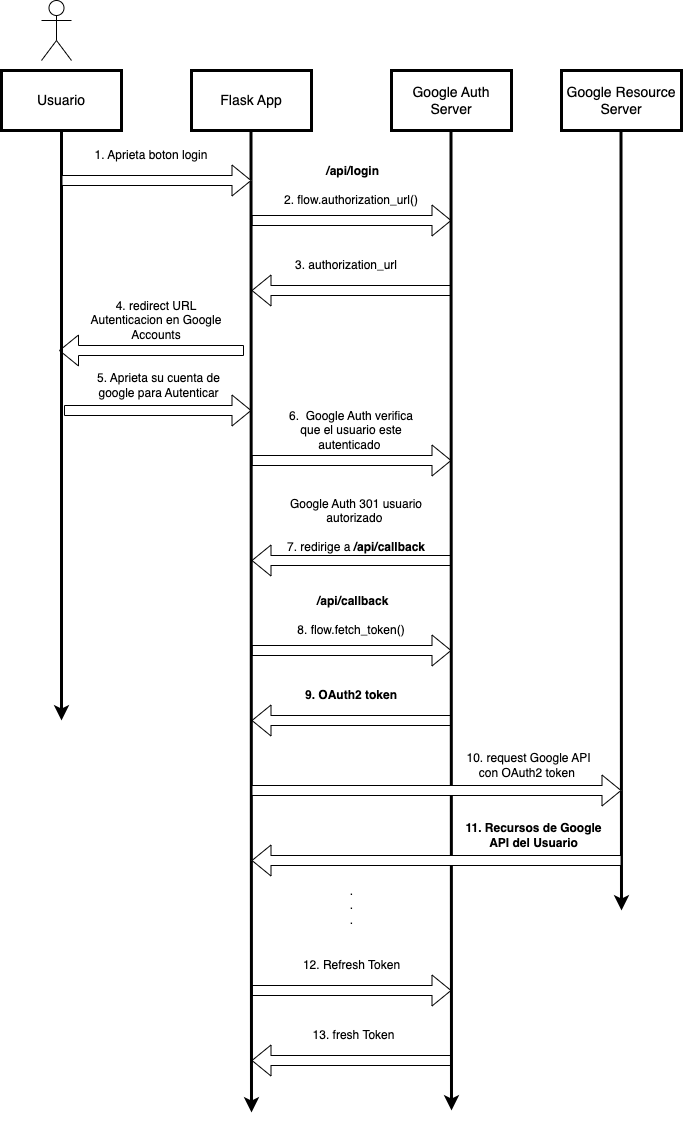 Usuario
Flask App
Google Auth
Server
Google Resource
Server
1. Aprieta boton login
/api/login
2. flow.authorization_url()
3. authorization_url
4. redirect URL
Autenticacion en Google
Accounts
5. Aprieta su cuenta de
google para Autenticar
6. Google Auth verifica
que el usuario este
autenticado
Google Auth 301 usuario
autorizado
7. redirige a /api/callback
/api/callback
8. flow.fetch_token()
9. OAuth2 token
10. request Google API
con OAuth2 token
11. Recursos de Google
API del Usuario
.
.
.
12. Refresh Token
13. fresh Token